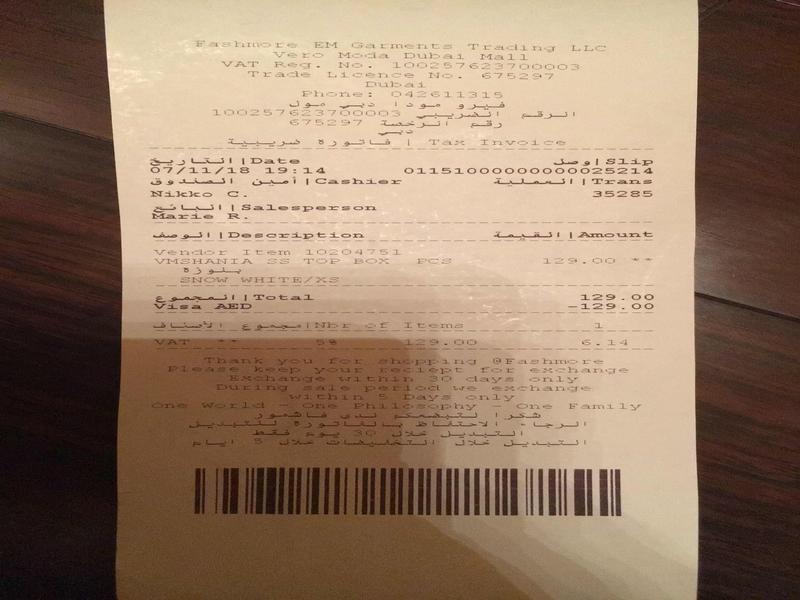 Fashmore EM Garments Trading LLC
Vero Moda Dubai Mall
VAT Reg. No. 100257623700003
Trade Licence No. 675297
Dubai
Phone: 042611315
فيرو مودا دبي مول
الرقم الضريبي 100257623700003
رقم الرخصة 675297
دبي
فاتورة ضريبية | Tax Invoice
التاريخ|Date وصل|Slip
07/11/18 19:14 01151000000000025214
أمين الصندوق|Cashier العملية|Trans
Nikko C. 35285
البائع|Salesperson
Marie R.
الوصف|Description القيمة|Amount
Vendor Item 10204751
VMSHANIA SS TOP BOX PCS 129.00 **
بلوزة
SNOW WHITE/XS
المجموع|Total 129.00
Visa AED -129.00
مجموع الأصناف|Nbr of Items 1
VAT ** 5% 129.00 6.14
Thank you for shopping @Fashmore
Please keep your reciept for exchange
Exchange within 30 days only
During sale period we exchange
within 5 Days only
One World - One Philosophy - One Family
شكرا لتبضعكم لدى فاشمور
الرجاء الاحتفاظ بالفاتورة للتبديل
التبديل خلال 30 يوم فقط
التبديل خلال التخفيضات خلال 5 ايام